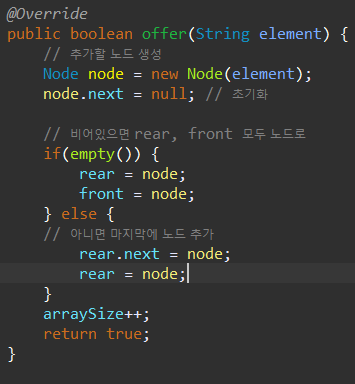 @Override
public boolean offer(String element) {
// 추가할 노드 생성
Node node = new Node(element);
node.next = null; // 초기화
// 비어있으면 rear, front 모두 노드로
if(empty()) {
rear = node;
front = node;
} else {
// 아니면 마지막에 노드 추가
rear.next = node;
rear = node;
}
arraySize++;
return true;
}